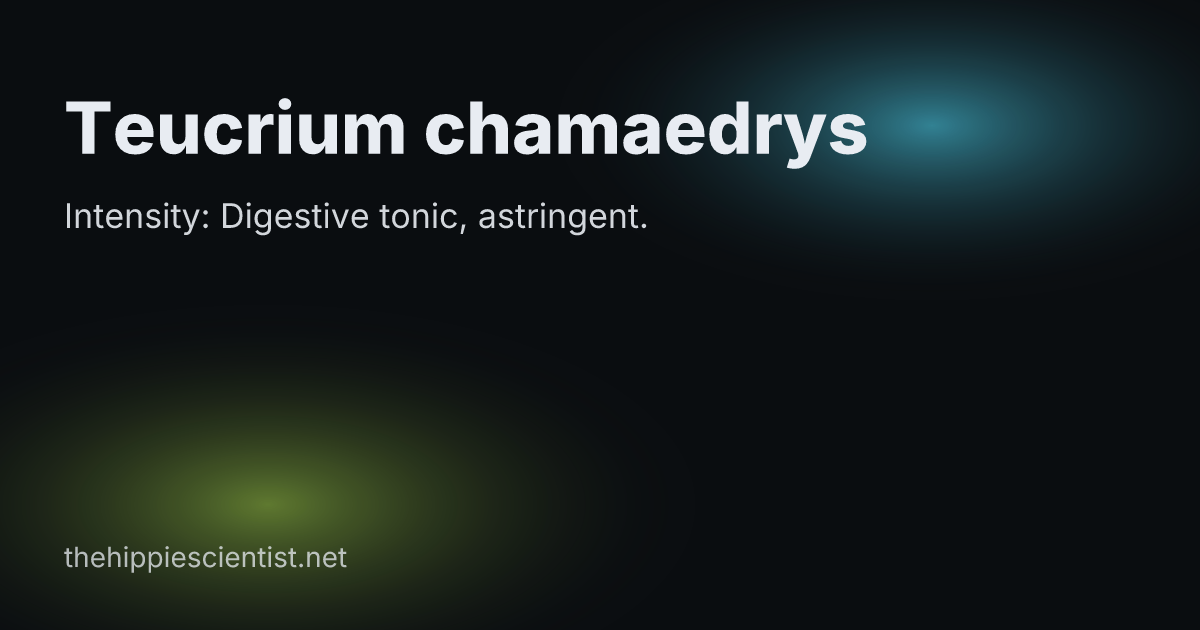 Teucrium chamaedrys
Intensity: Digestive tonic, astringent.
thehippiescientist.net